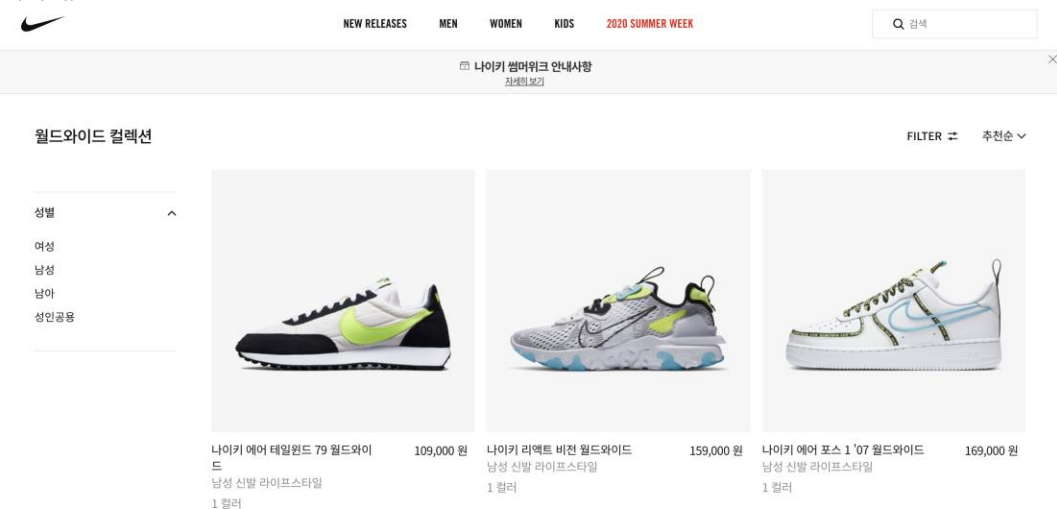 NEW RELEASES MEN WOMEN KIDS 2020 SUMMER WEEK 검색
나이키 썸머위크 안내사항
자세히 보기
월드와이드 컬렉션
FILTER 추천순
성별
여성
남성
남아
성인공용
나이키 에어 테일윈드 79 월드와이
드
109,000 원
남성 신발 라이프스타일
1 컬러
나이키 리액트 비전 월드와이드 159,000 원
남성 신발 라이프스타일
1 컬러
나이키 에어 포스 1 '07 월드와이드 169,000 원
남성 신발 라이프스타일
1 컬러